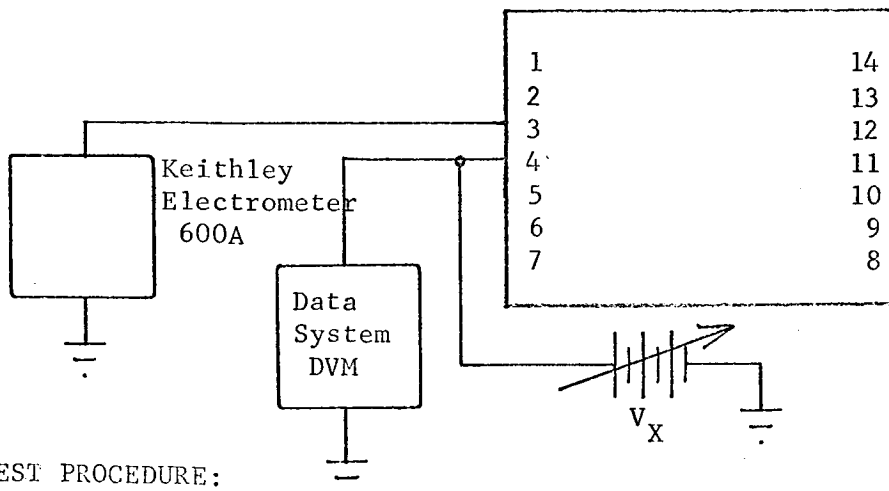 1 14
2 13
3 12
4 11
5 10
6 9
7 8
Keithley
Electrometer
600A
Data
System
DVM
V_X
EST PROCEDURE: